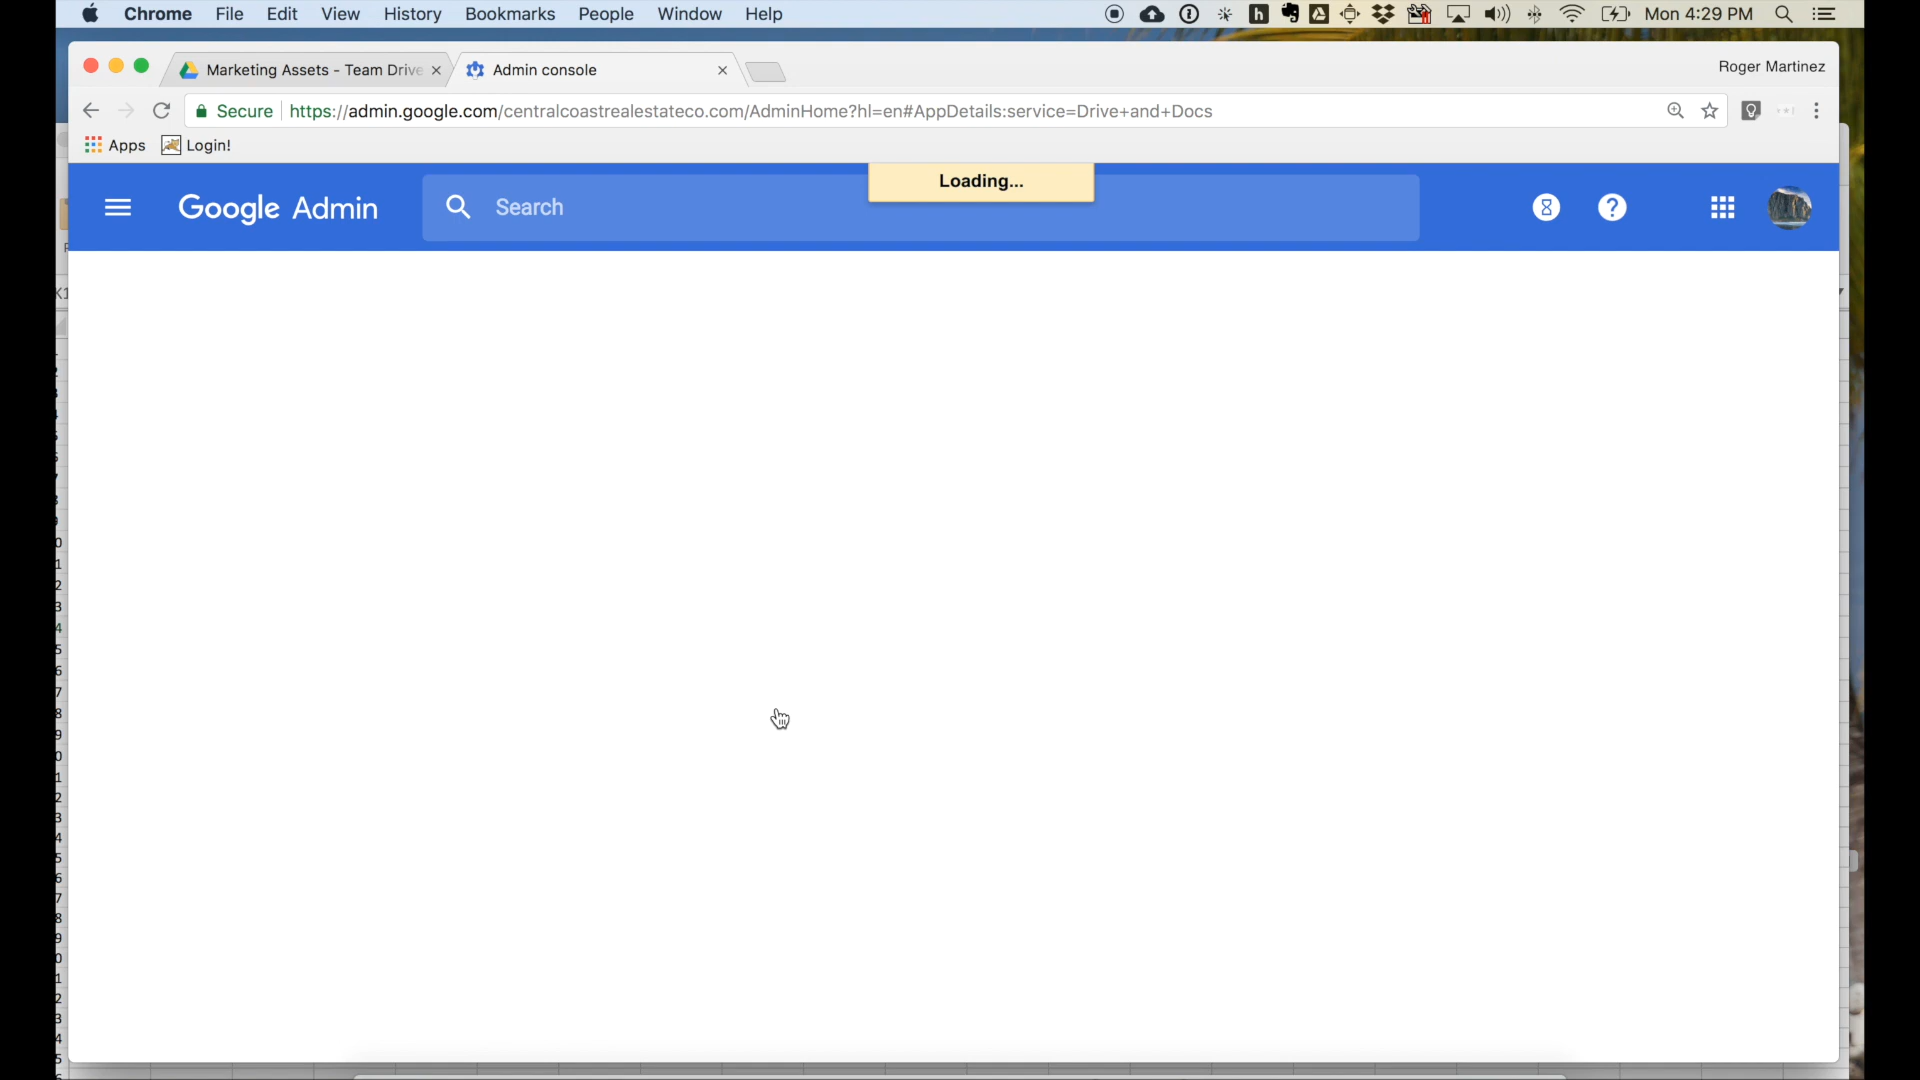 Chrome File Edit View History Bookmarks People Window Help Mon 4:29 PM
Marketing Assets - Team Drive Admin console Roger Martinez
Secure https://admin.google.com/centralcoastrealestateco.com/AdminHome?hl=en#AppDetails:service=Drive+and+Docs
Apps Login!
Loading...
Google Admin Search